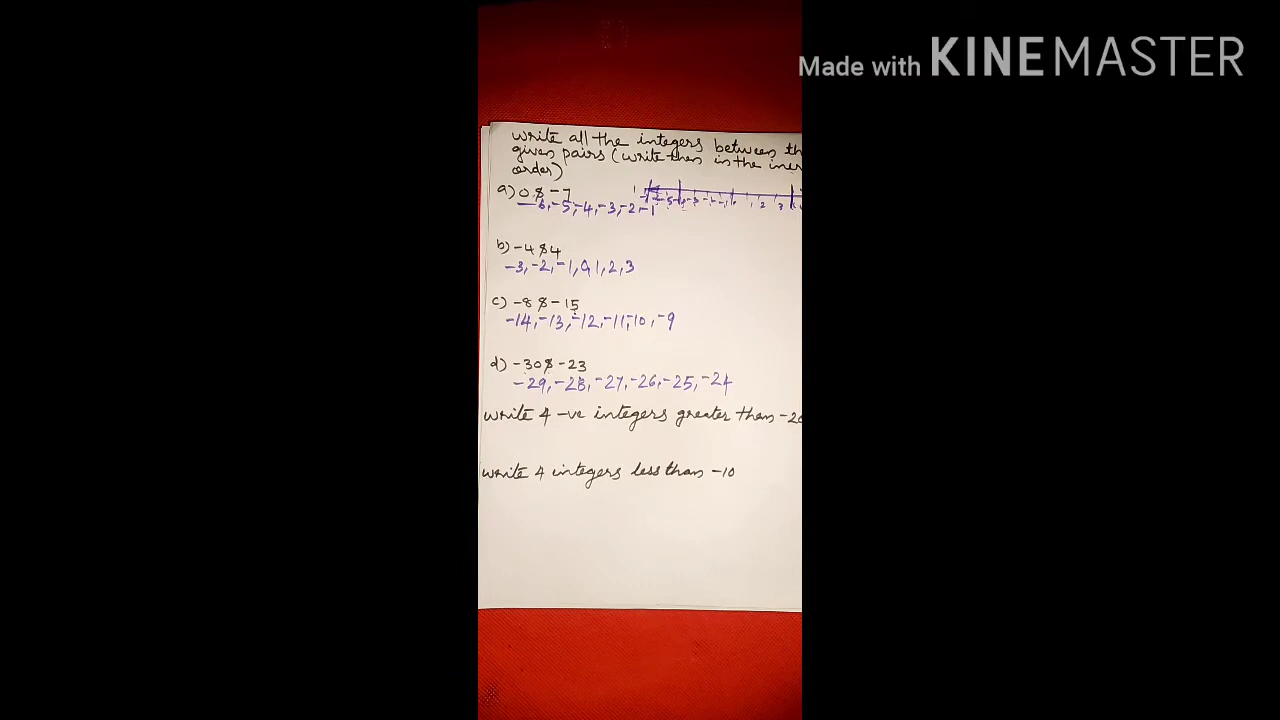 Made with KINEMASTER
write all the integers between th
given pairs (write them in the incr
order)
a) 0 & -7
-6, -5, -4, -3, -2, -1
b) -4 & 4
-3, -2, -1, 0, 1, 2, 3
c) -8 & -15
-14, -13, -12, -11, -10, -9
d) -30 & -23
-29, -28, -27, -26, -25, -24
write 4 -ve integers greater than -20
write 4 integers less than -10